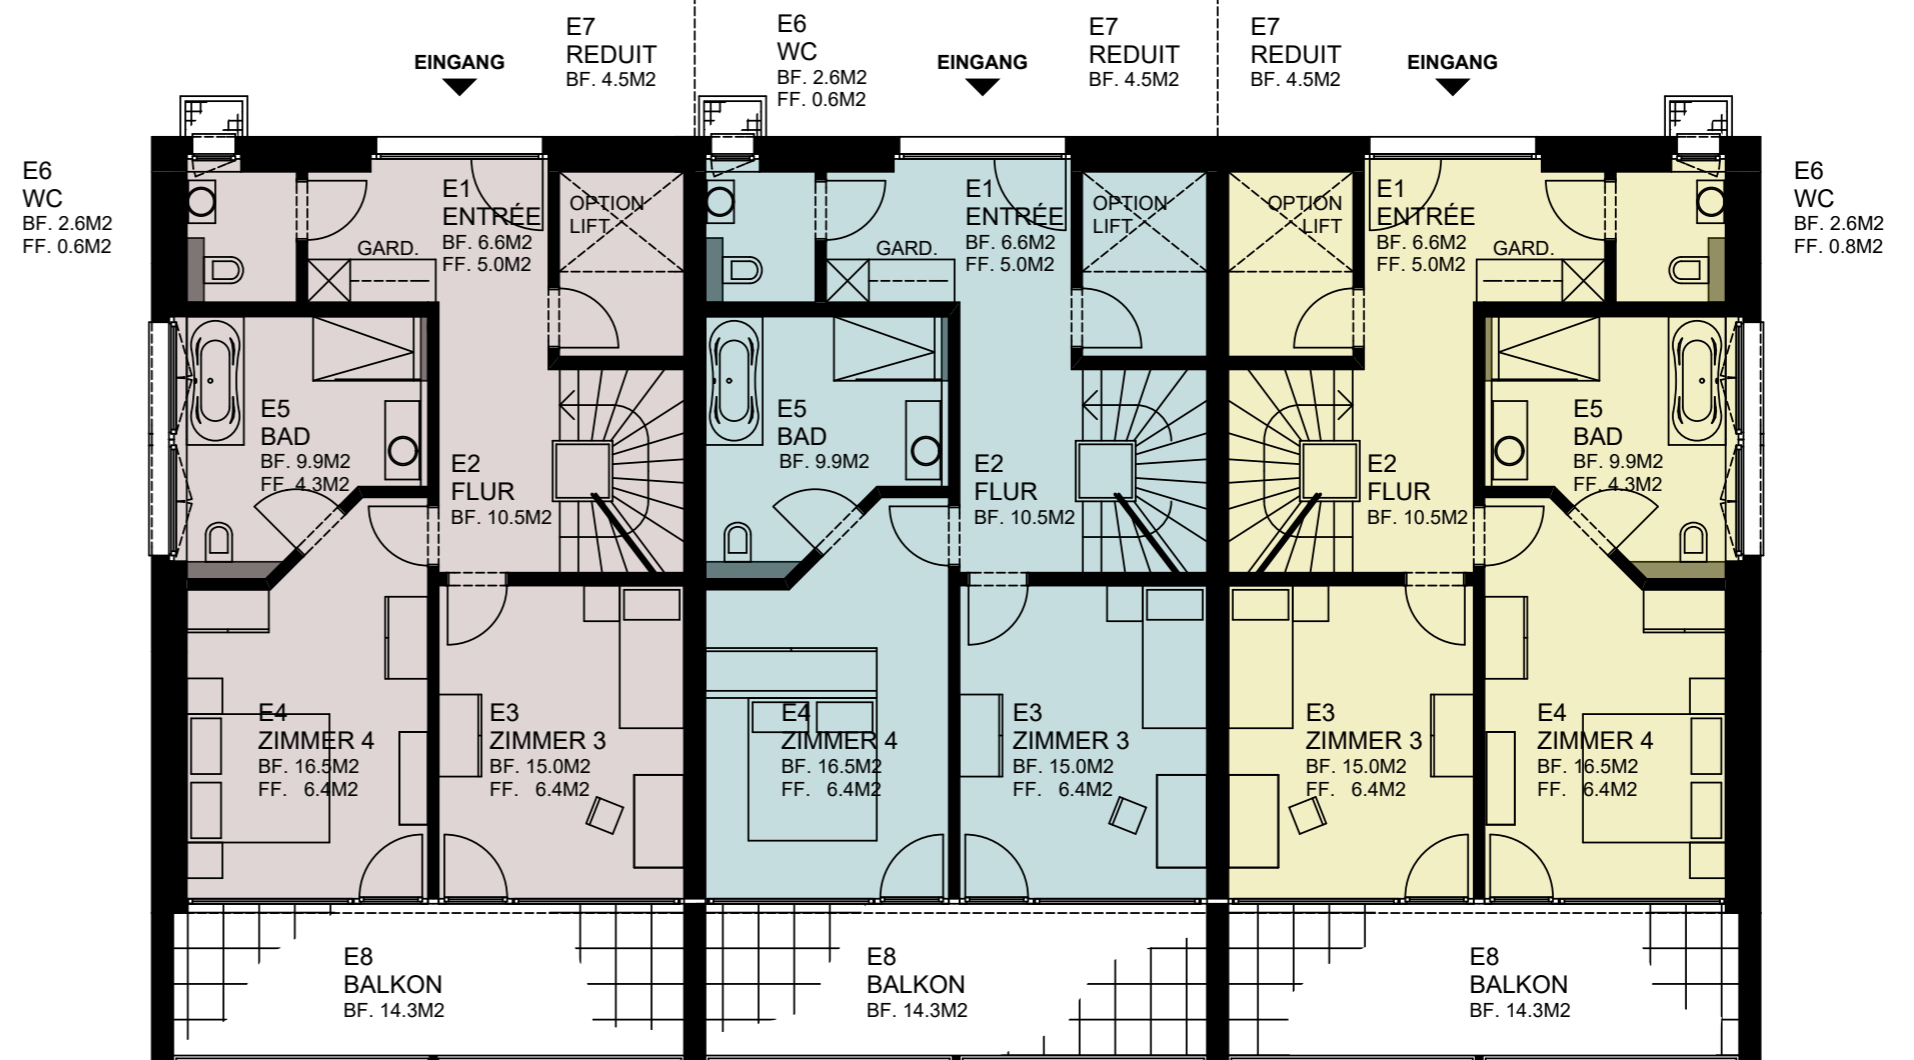 E7
REDUIT
BF. 4.5M2
EINGANG
E6
WC
BF. 2.6M2
FF. 0.6M2
EINGANG
E7
REDUIT
BF. 4.5M2
E7
REDUIT
BF. 4.5M2
EINGANG
E6
WC
BF. 2.6M2
FF. 0.6M2
E1
ENTRÉE
BF. 6.6M2
FF. 5.0M2
GARD.
OPTION
LIFT
E1
ENTRÉE
BF. 6.6M2
FF. 5.0M2
GARD.
OPTION
LIFT
OPTION
LIFT
E1
ENTRÉE
BF. 6.6M2
FF. 5.0M2
GARD.
E6
WC
BF. 2.6M2
FF. 0.8M2
E5
BAD
BF. 9.9M2
FF. 4.3M2
E2
FLUR
BF. 10.5M2
E5
BAD
BF. 9.9M2
E2
FLUR
BF. 10.5M2
E2
FLUR
BF. 10.5M2
E5
BAD
BF. 9.9M2
FF. 4.3M2
E4
ZIMMER 4
BF. 16.5M2
FF. 6.4M2
E3
ZIMMER 3
BF. 15.0M2
FF. 6.4M2
E4
ZIMMER 4
BF. 16.5M2
FF. 6.4M2
E3
ZIMMER 3
BF. 15.0M2
FF. 6.4M2
E3
ZIMMER 3
BF. 15.0M2
FF. 6.4M2
E4
ZIMMER 4
BF. 16.5M2
FF. 6.4M2
E8
BALKON
BF. 14.3M2
E8
BALKON
BF. 14.3M2
E8
BALKON
BF. 14.3M2